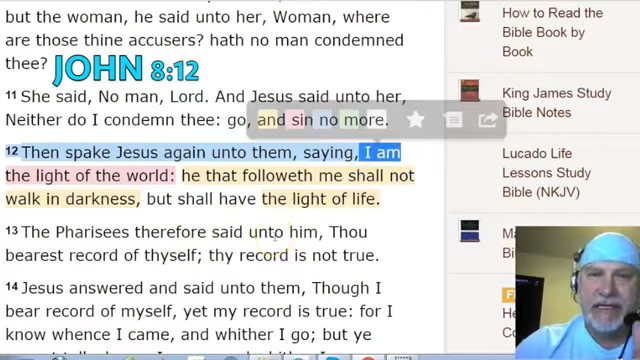 but the woman, he said unto her, Woman, where
are those thine accusers? hath no man condemned
thee?
JOHN 8:12
11 She said, No man, Lord. And Jesus said unto her,
Neither do I condemn thee: go, and sin no more.
12 Then spake Jesus again unto them, saying, I am
the light of the world: he that followeth me shall not
walk in darkness, but shall have the light of life.
13 The Pharisees therefore said unto him, Thou
bearest record of thyself; thy record is not true.
14 Jesus answered and said unto them, Though I
bear record of myself, yet my record is true: for I
know whence I came, and whither I go; but ye
How to Read the
Bible Book by
Book
King James Study
Bible Notes
Lucado Life
Lessons Study
Bible (NKJV)